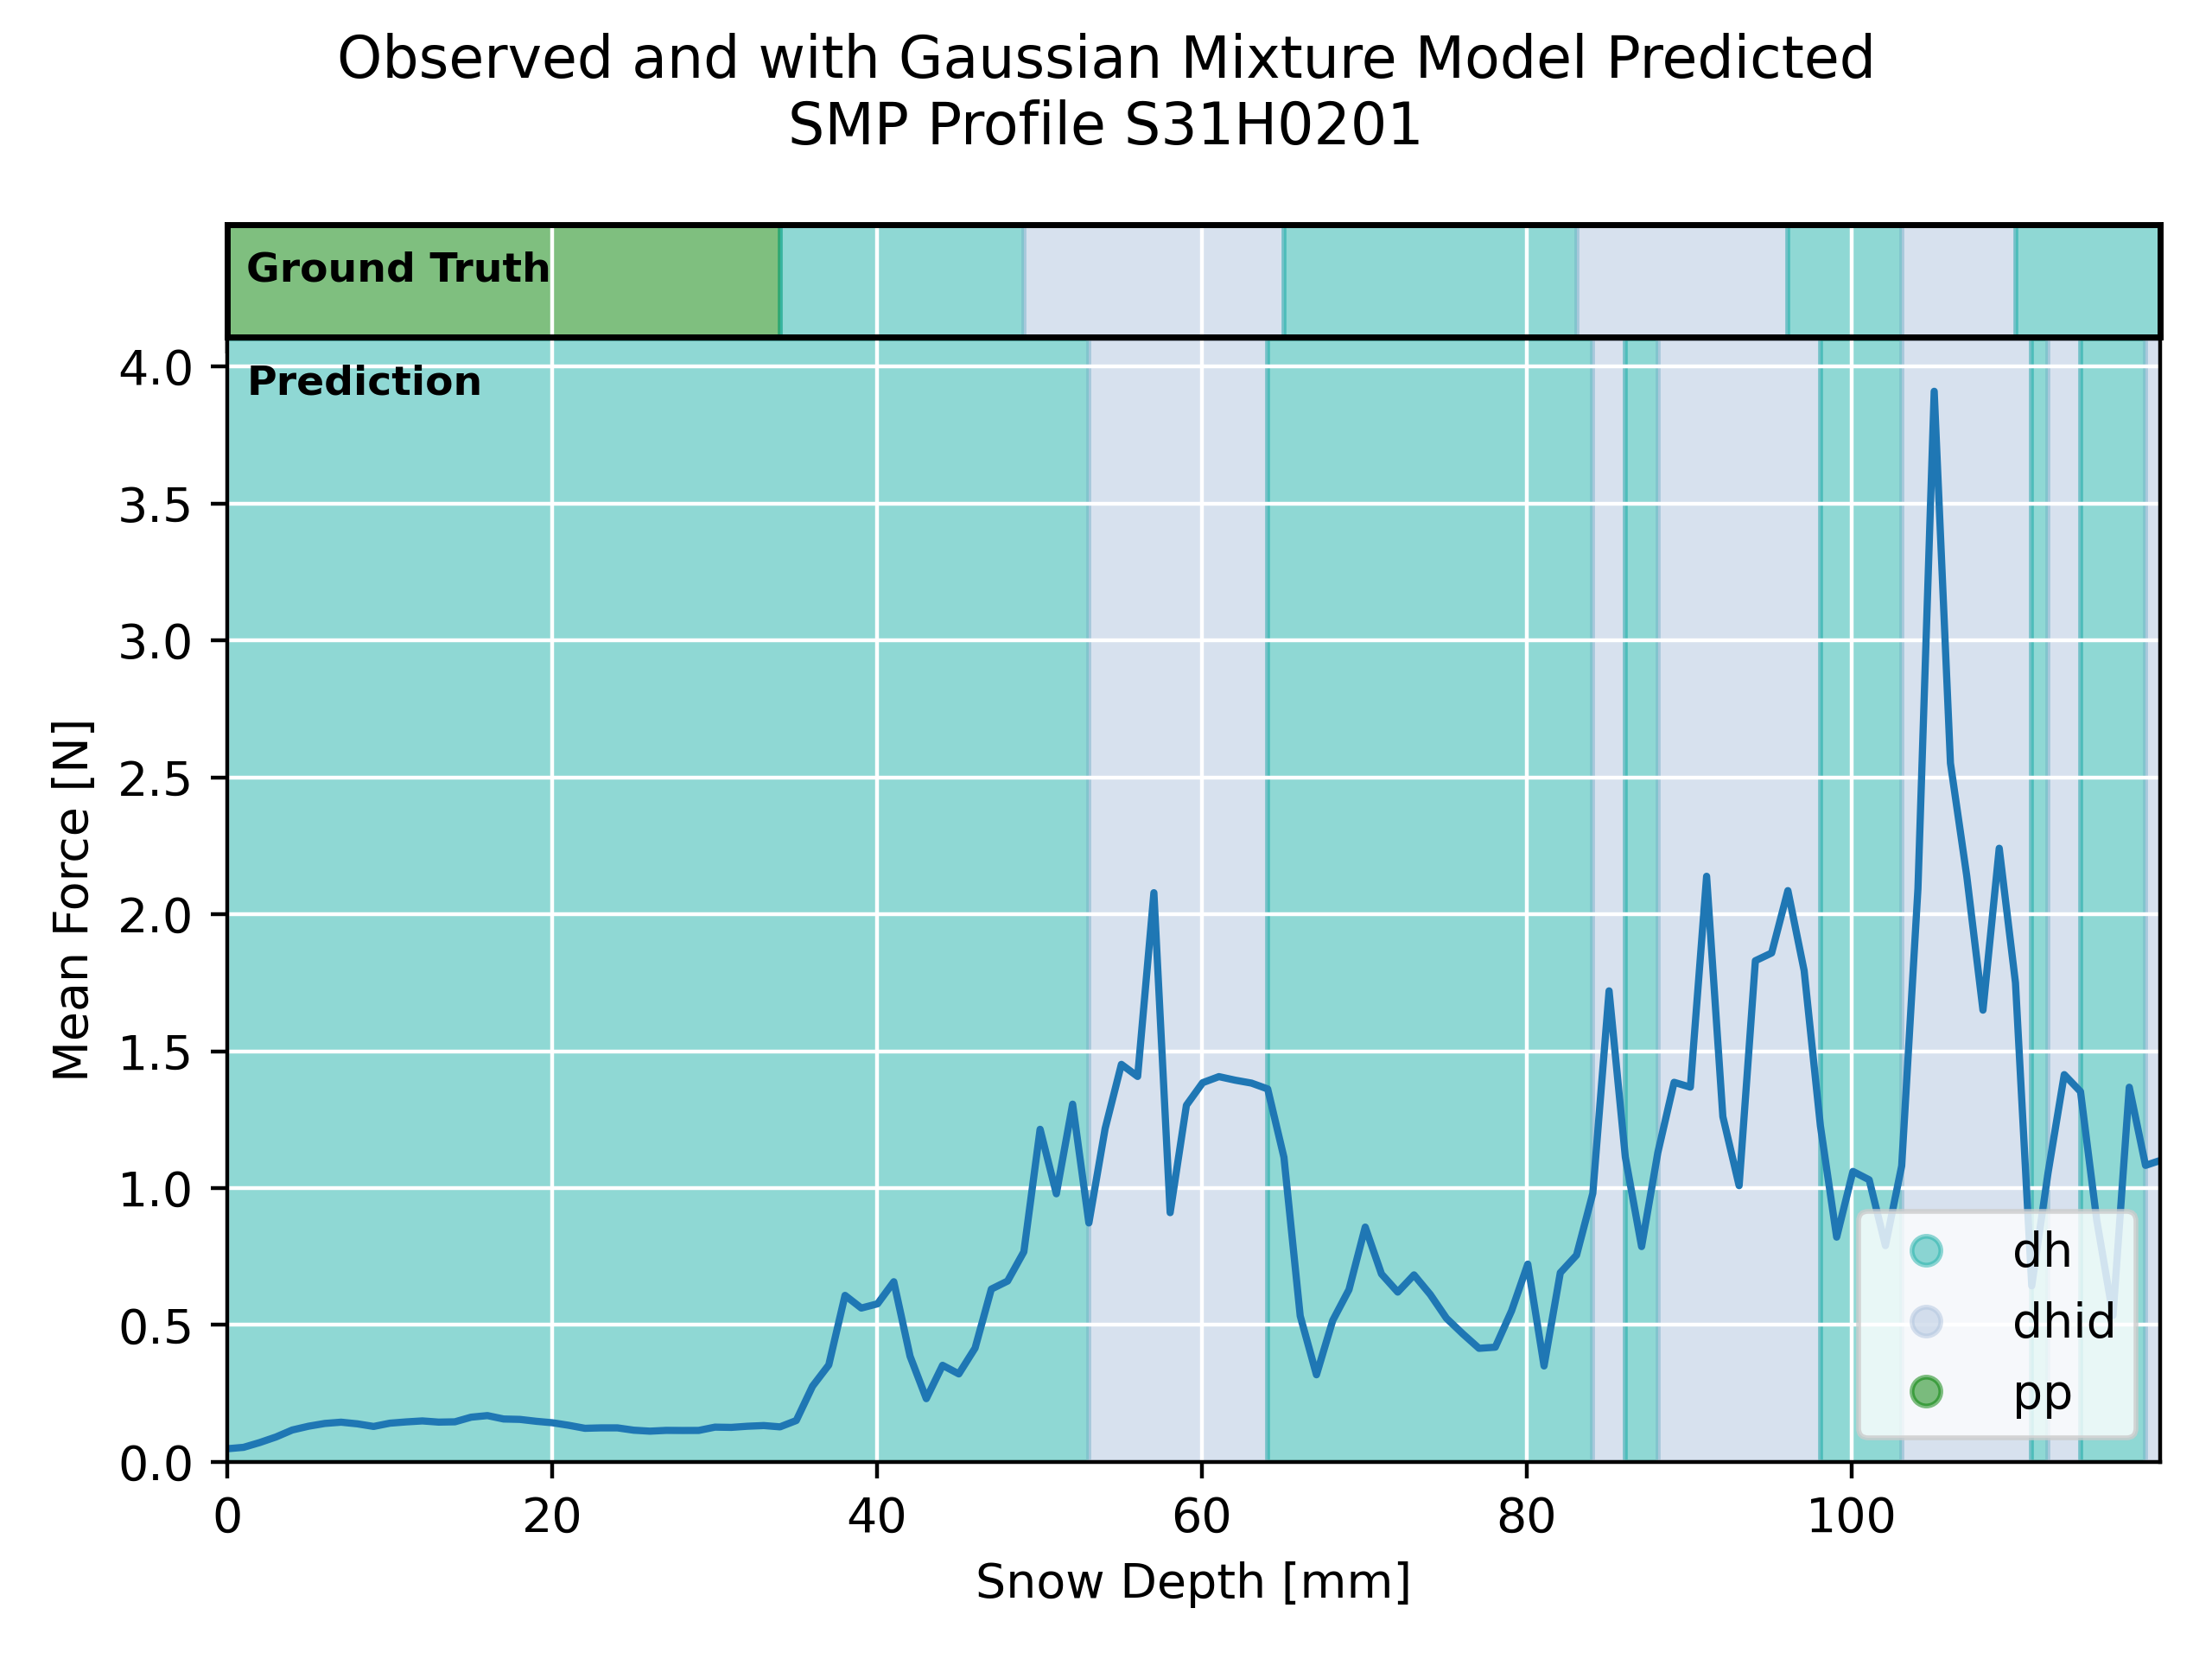 Observed and with Gaussian Mixture Model Predicted
SMP Profile S31H0201
Ground Truth
Prediction
4.0
3.5
3.0
2.5
2.0
1.5
1.0
0.5
0.0
Mean Force [N]
dh
dhid
pp
0 20 40 60 80 100
Snow Depth [mm]